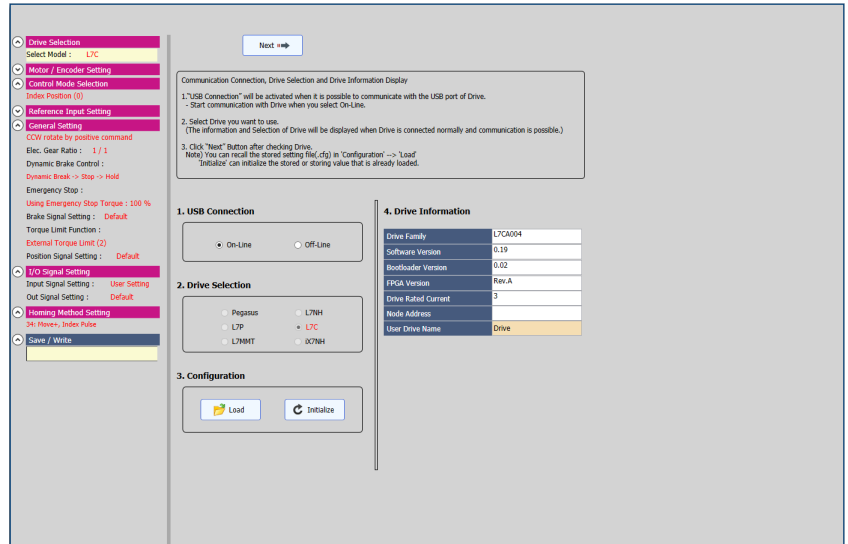 Drive Selection
Select Model : L7C
Motor / Encoder Setting
Control Mode Selection
Index Position (0)
Reference Input Setting
General Setting
CCW rotate by positive command
Elec. Gear Ratio : 1 / 1
Dynamic Brake Control :
Dynamic Break -> Stop -> Hold
Emergency Stop :
Using Emergency Stop Torque : 100 %
Brake Signal Setting : Default
Torque Limit Function :
External Torque Limit (2)
Position Signal Setting : Default
I/O Signal Setting
Input Signal Setting : User Setting
Out Signal Setting : Default
Homing Method Setting
34: Move+, Index Pulse
Save / Write
Next
Communication Connection, Drive Selection and Drive Information Display
1."USB Connection" will be activated when it is possible to communicate with the USB port of Drive.
- Start communication with Drive when you select On-Line.
2. Select Drive you want to use.
(The information and Selection of Drive will be displayed when Drive is connected normally and communication is possible.)
3. Click "Next" Button after checking Drive.
Note) You can recall the stored setting file(.cfg) in 'Configuration' --> 'Load'
'Initialize' can initialize the stored or storing value that is already loaded.
1. USB Connection
On-Line Off-Line
2. Drive Selection
Pegasus L7NH
L7P L7C
L7MMT iX7NH
3. Configuration
Load Initialize
4. Drive Information
Drive Family L7CA004
Software Version 0.19
Bootloader Version 0.02
FPGA Version Rev.A
Drive Rated Current 3
Node Address
User Drive Name Drive